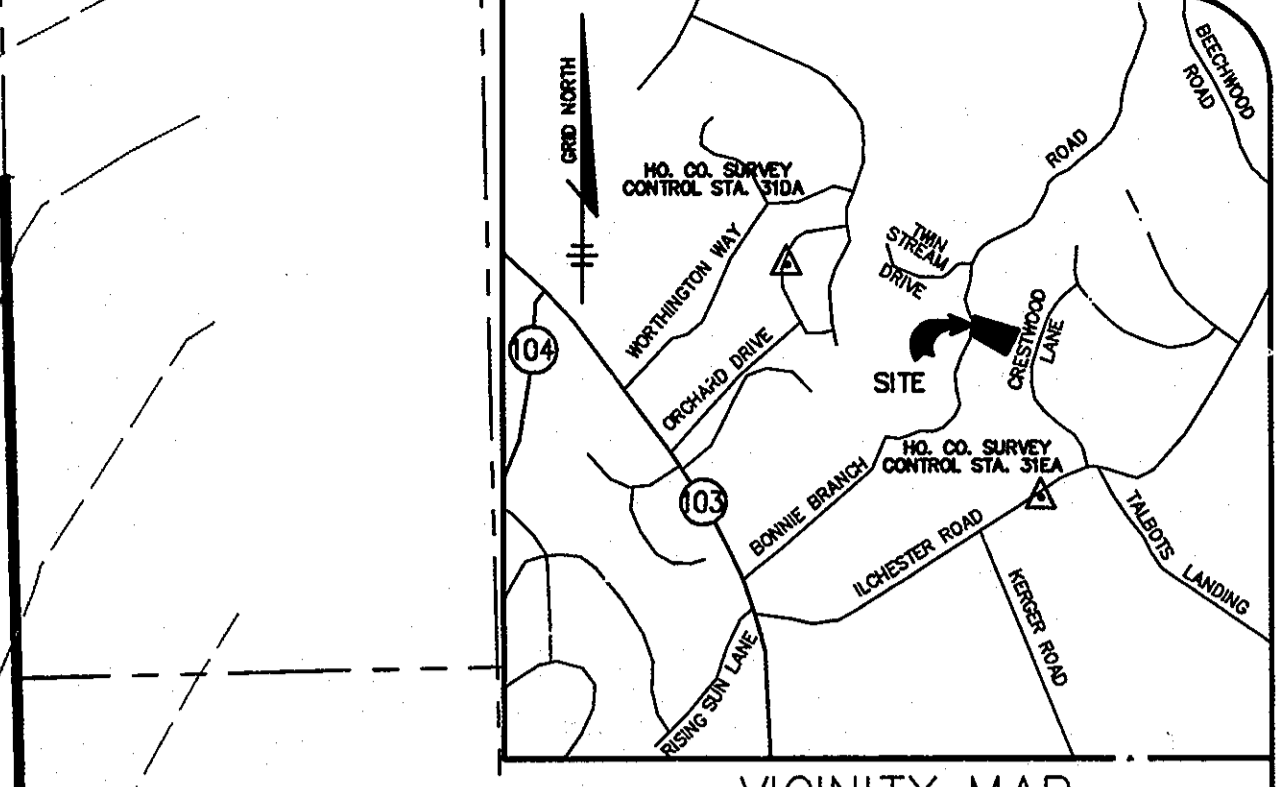 BEECHWOOD
ROAD
GRID NORTH
ROAD
HO. CO. SURVEY
CONTROL STA. 31DA
TWIN
STREAM
DRIVE
WORTHINGTON WAY
CRESTWOOD
LANE
104
ORCHARD DRIVE
SITE
HO. CO. SURVEY
CONTROL STA. 31EA
103
BONNIE BRANCH
ILCHESTER ROAD
TALBOTS LANDING
KERGER ROAD
RISING SUN LANE
VICINITY MAP